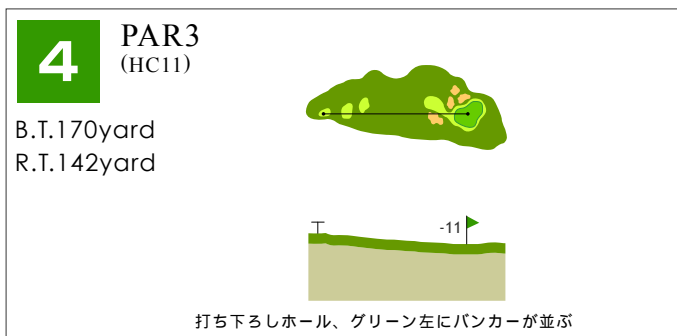 4
PAR3
(HC11)
B.T.170yard
R.T.142yard
-11
打ち下ろしホール、グリーン左にバンカーが並ぶ